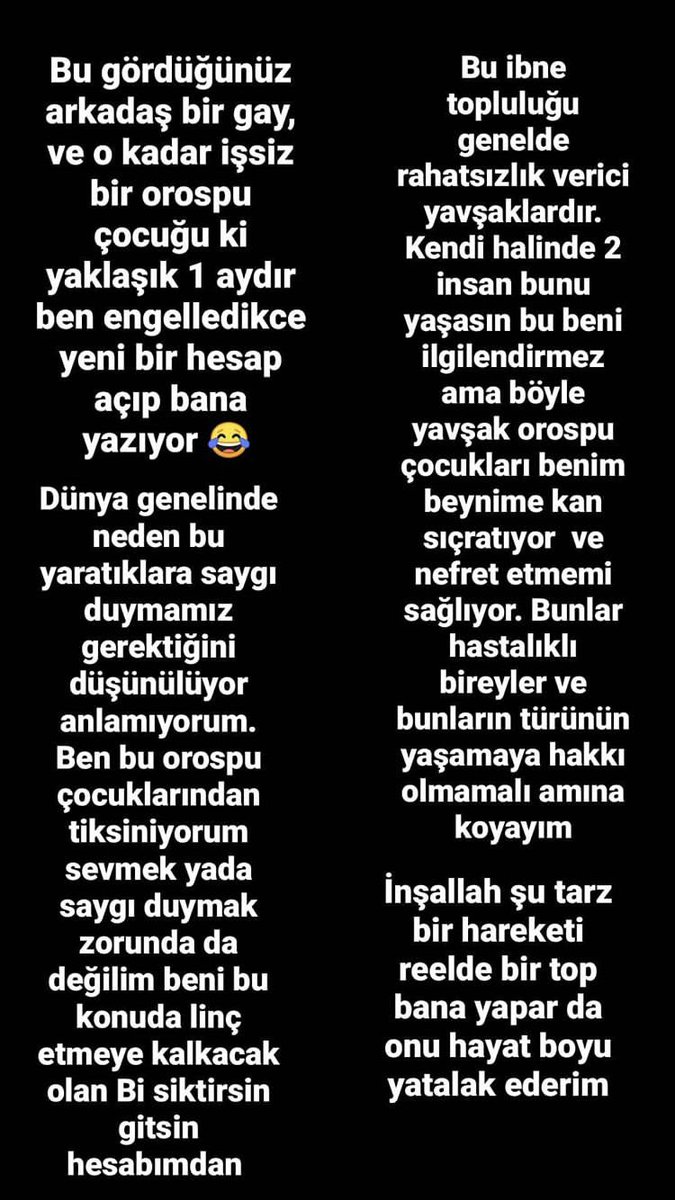 Bu gördüğünüz
arkadaş bir gay,
ve o kadar işsiz
bir orospu
çocuğu ki
yaklaşık 1 aydır
ben engelledikce
yeni bir hesap
açıp bana
yazıyor 😂
Dünya genelinde
neden bu
yaratıklara saygı
duymamız
gerektiğini
düşünülüyor
anlamıyorum.
Ben bu orospu
çocuklarından
tiksiniyorum
sevmek yada
saygı duymak
zorunda da
değilim beni bu
konuda linç
etmeye kalkacak
olan Bi siktirsin
gitsin
hesabımdan
Bu ibne
topluluğu
genelde
rahatsızlık verici
yavşaklardır.
Kendi halinde 2
insan bunu
yaşasın bu beni
ilgilendirmez
ama böyle
yavşak orospu
çocukları benim
beynime kan
sıçratıyor ve
nefret etmemi
sağlıyor. Bunlar
hastalıklı
bireyler ve
bunların türünün
yaşamaya hakkı
olmamalı amına
koyayım
İnşallah şu tarz
bir hareketi
reelde bir top
bana yapar da
onu hayat boyu
yatalak ederim